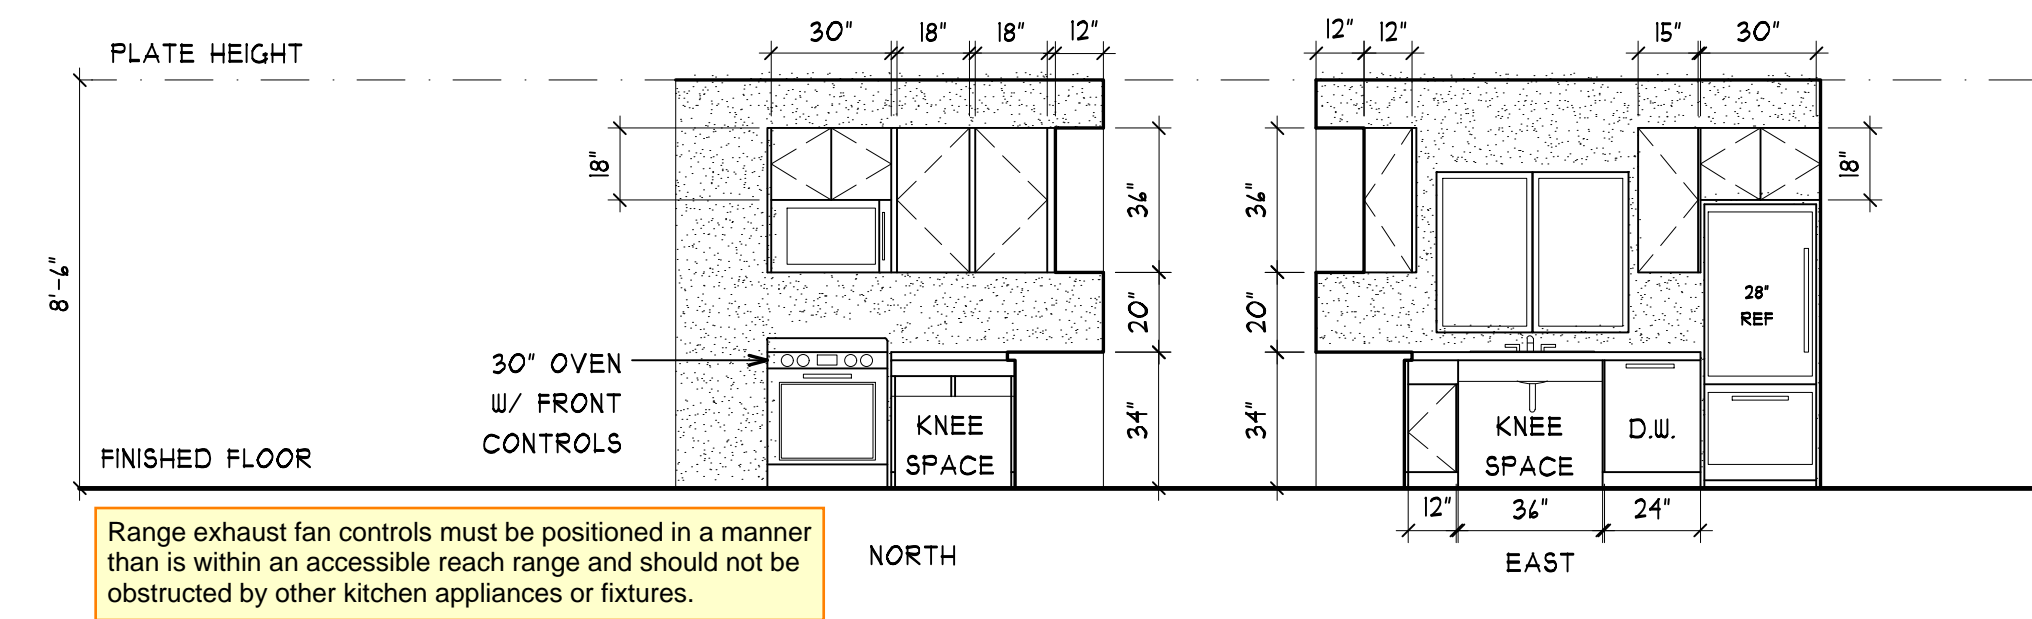 30" 18" 18" 12" 12" 12" 15" 30"
PLATE HEIGHT
18" 18"
36" 36"
8'-6"
28"
REF
20" 20"
30" OVEN
W/ FRONT
CONTROLS
34" 34"
KNEE
SPACE
KNEE
SPACE
D.W.
FINISHED FLOOR
12" 36" 24"
Range exhaust fan controls must be positioned in a manner
than is within an accessible reach range and should not be
obstructed by other kitchen appliances or fixtures.
NORTH
EAST